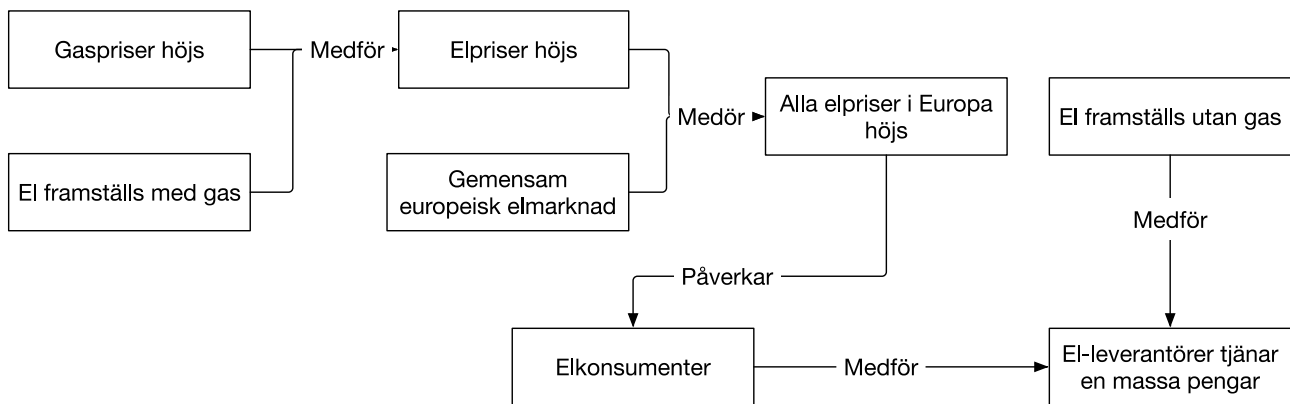 Gaspriser höjs
Medför
Elpriser höjs
El framställs med gas
Gemensam
europeisk elmarknad
Medör
Alla elpriser i Europa
höjs
El framställs utan gas
Medför
Påverkar
Elkonsumenter
Medför
El-leverantörer tjänar
en massa pengar